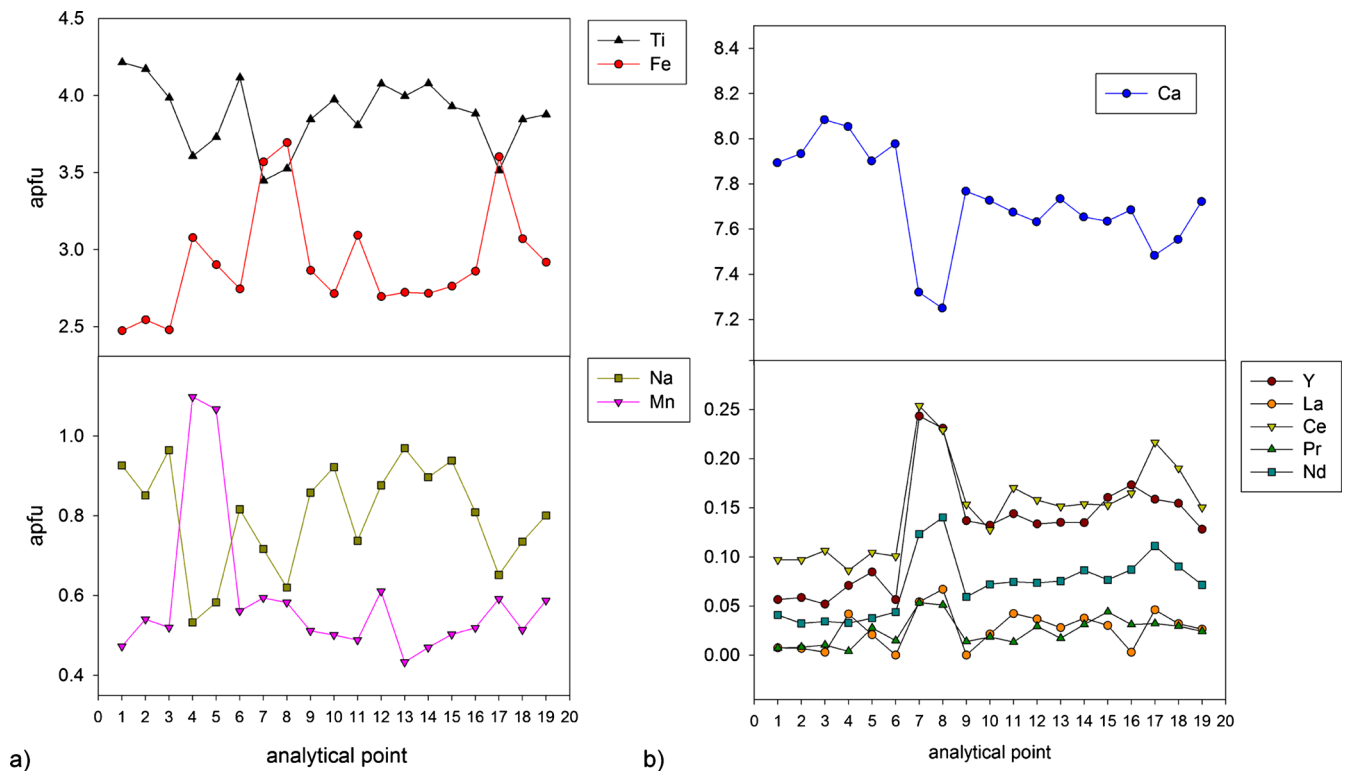 4.5
4.0
3.5
3.0
2.5
apfu
Ti
Fe
1.0
0.8
0.6
0.4
apfu
Na
Mn
0 1 2 3 4 5 6 7 8 9 10 11 12 13 14 15 16 17 18 19 20
analytical point
a)
8.4
8.2
8.0
7.8
7.6
7.4
7.2
Ca
0.25
0.20
0.15
0.10
0.05
0.00
Y
La
Ce
Pr
Nd
0 1 2 3 4 5 6 7 8 9 10 11 12 13 14 15 16 17 18 19 20
analytical point
b)